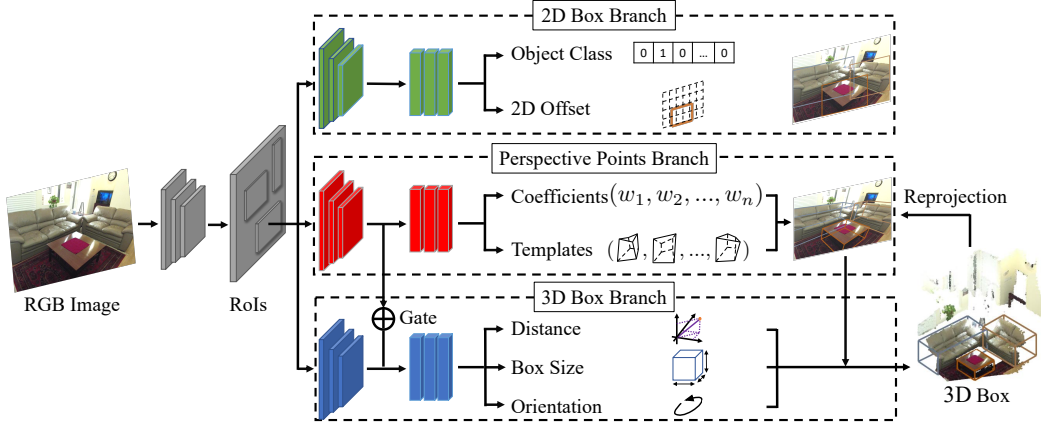 2D Box Branch
Object Class
0 1 0 ... 0
2D Offset
Perspective Points Branch
Coefficients(w₁, w₂, ..., wₙ)
Templates ( , , ..., )
Reprojection
RGB Image
RoIs
3D Box Branch
Gate
Distance
Box Size
Orientation
3D Box